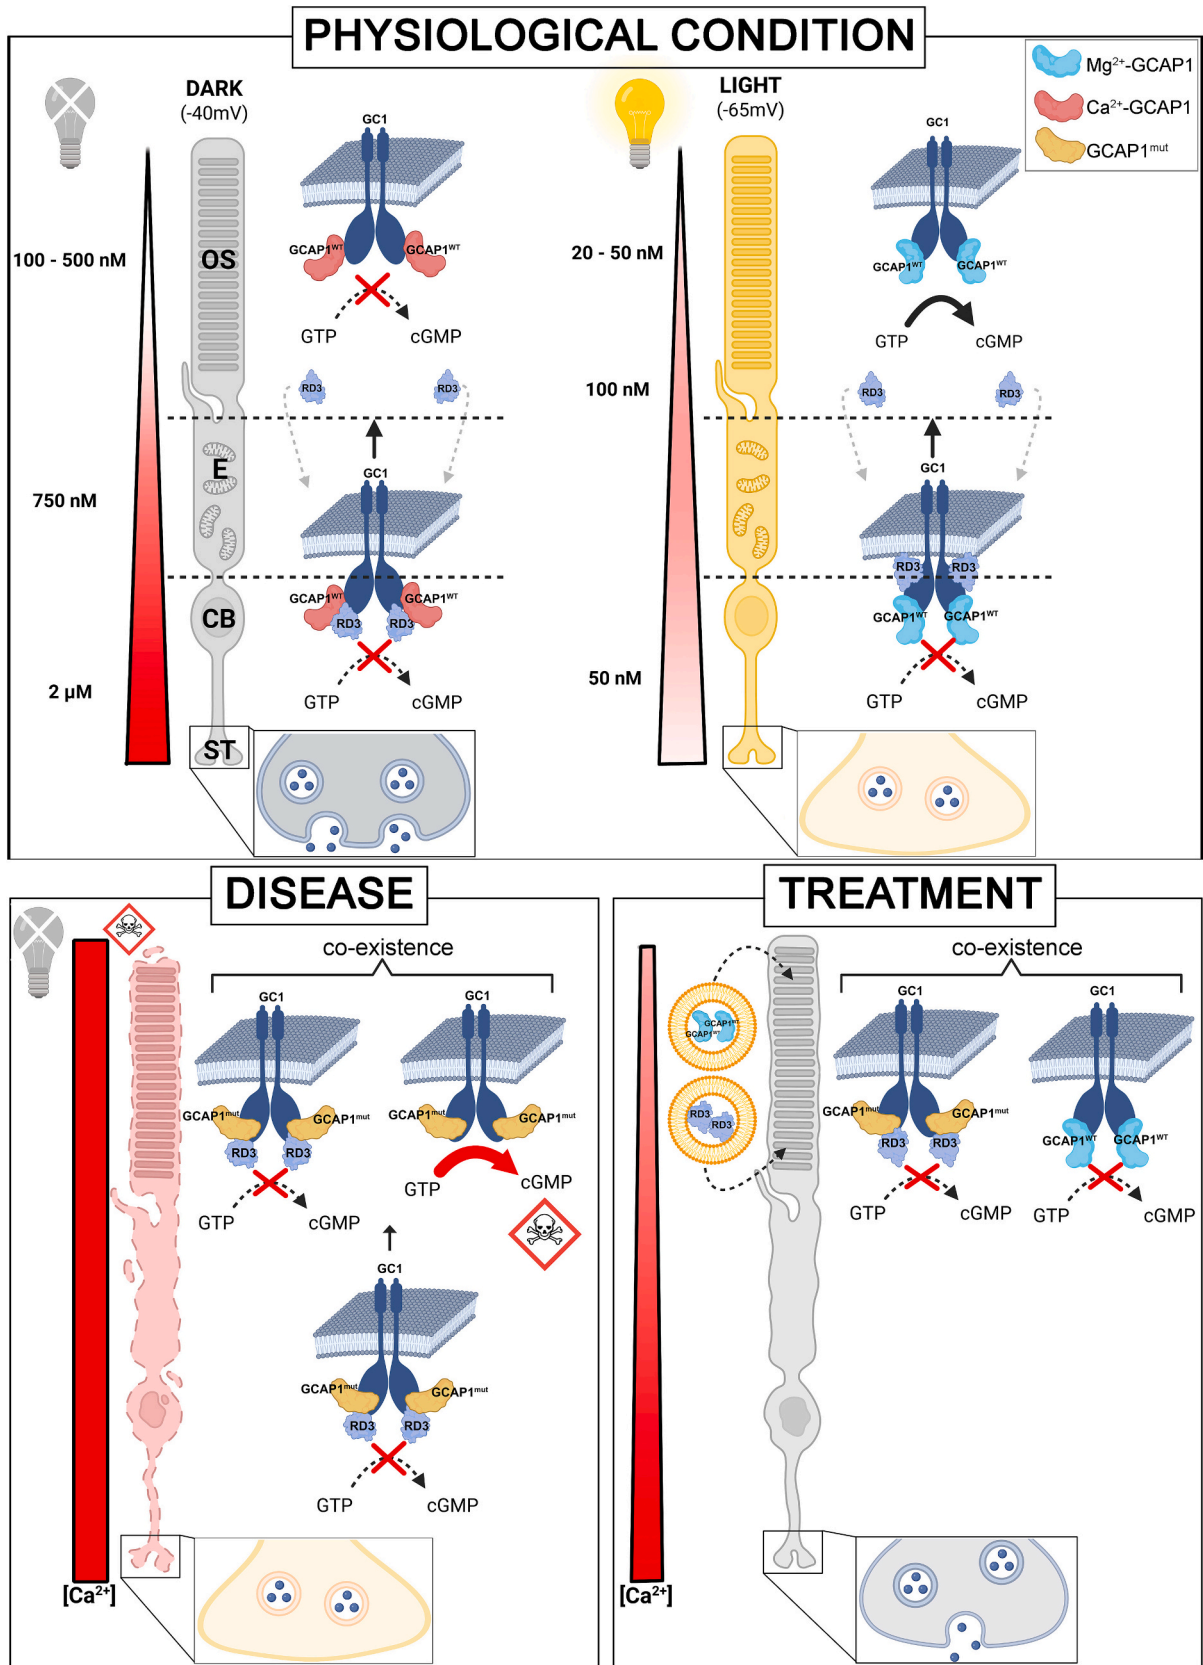 PHYSIOLOGICAL CONDITION
Mg²⁺-GCAP1
Ca²⁺-GCAP1
GCAP1ᵐᵘᵗ
DARK
(-40mV)
GC1
GCAP1ᵂᵀ
GCAP1ᵂᵀ
GTP
cGMP
100 - 500 nM
OS
RD3
RD3
E
750 nM
GC1
GCAP1ᵂᵀ
GCAP1ᵂᵀ
RD3
RD3
CB
GTP
cGMP
2 µM
ST
LIGHT
(-65mV)
GC1
20 - 50 nM
GCAP1ᵂᵀ
GCAP1ᵂᵀ
GTP
cGMP
100 nM
RD3
RD3
GC1
RD3
RD3
GCAP1ᵂᵀ
GCAP1ᵂᵀ
50 nM
GTP
cGMP
DISEASE
co-existence
GC1
GC1
GCAP1ᵐᵘᵗ
GCAP1ᵐᵘᵗ
GCAP1ᵐᵘᵗ
GCAP1ᵐᵘᵗ
RD3
RD3
GTP
cGMP
GTP
cGMP
GC1
GCAP1ᵐᵘᵗ
GCAP1ᵐᵘᵗ
RD3
RD3
GTP
cGMP
[Ca²⁺]
TREATMENT
co-existence
GCAP1ᵂᵀ
GCAP1ᵂᵀ
RD3
RD3
GC1
GC1
GCAP1ᵐᵘᵗ
GCAP1ᵐᵘᵗ
RD3
RD3
GCAP1ᵂᵀ
GCAP1ᵂᵀ
GTP
cGMP
GTP
cGMP
[Ca²⁺]